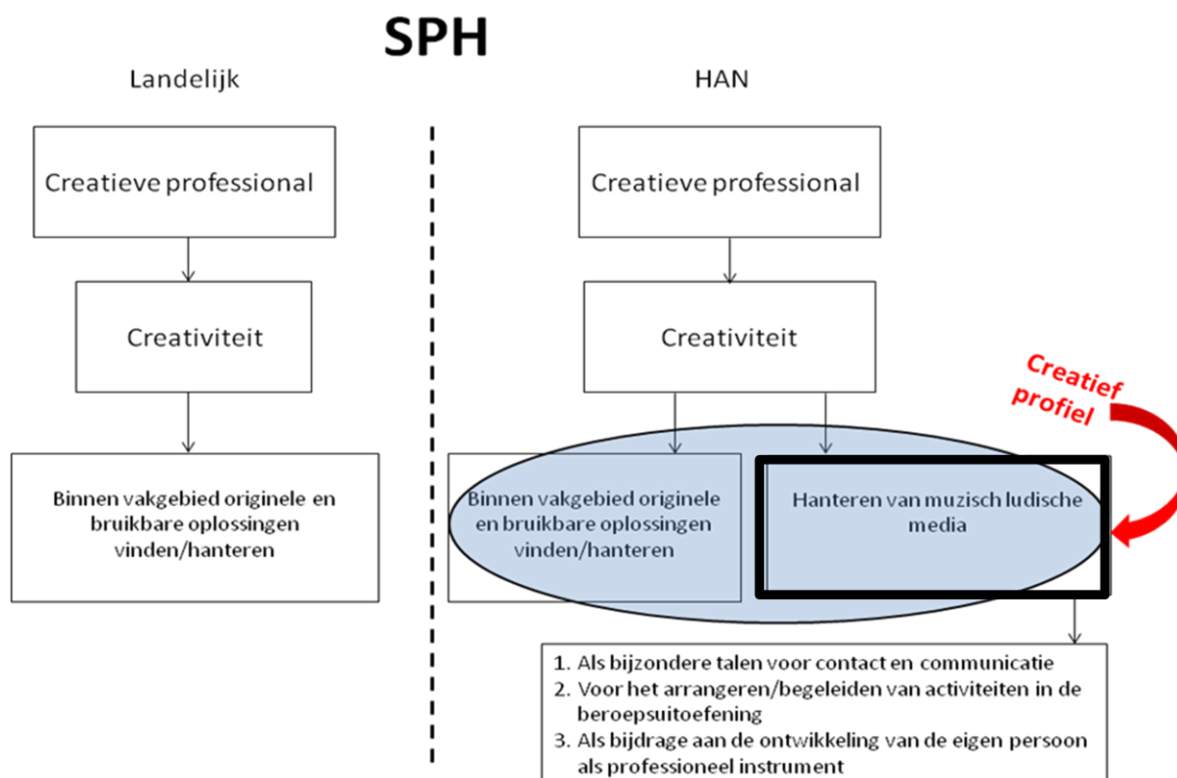 SPH
Landelijk
Creatieve professional
Creativiteit
Binnen vakgebied originele en
bruikbare oplossingen
vinden/hanteren
HAN
Creatieve professional
Creativiteit
Creatief
profiel
Binnen vakgebied originele
en bruikbare oplossingen
vinden/hanteren
Hanteren van muzisch ludische
media
1. Als bijzondere talen voor contact en communicatie
2. Voor het arrangeren/begeleiden van activiteiten in de
beroepsuitoefening
3. Als bijdrage aan de ontwikkeling van de eigen persoon
als professioneel instrument